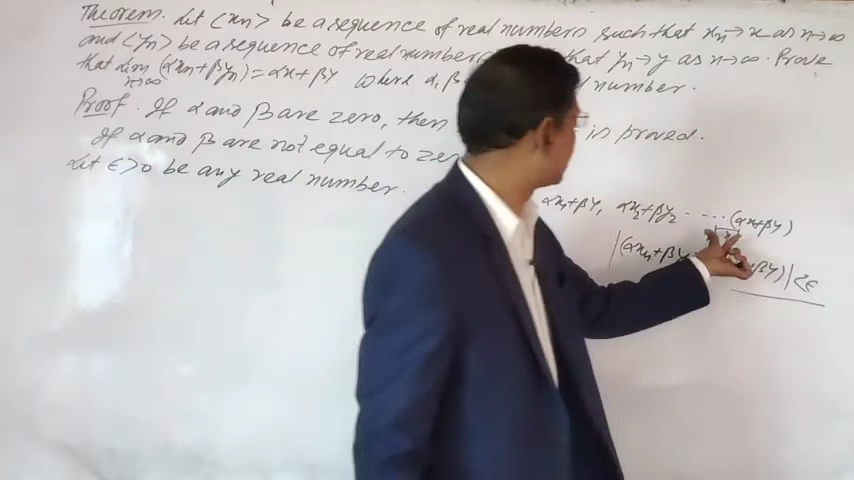 Theorem. Let <xn> be a sequence of real numbers such that xn→x as n→∞
and <yn> be a sequence of real numbers that yn→y as n→∞. Prove
that lim n→∞ (αxn+βyn) = αx+βy where α, β number.
Proof. If α and β are zero, then is proved.
If α and β are not equal to zer
Let ϵ>0 be any real number.
αx1+βy1, αx2+βy2 - ... (αx+βy)
|(αxn+βy +βy)|<ϵ